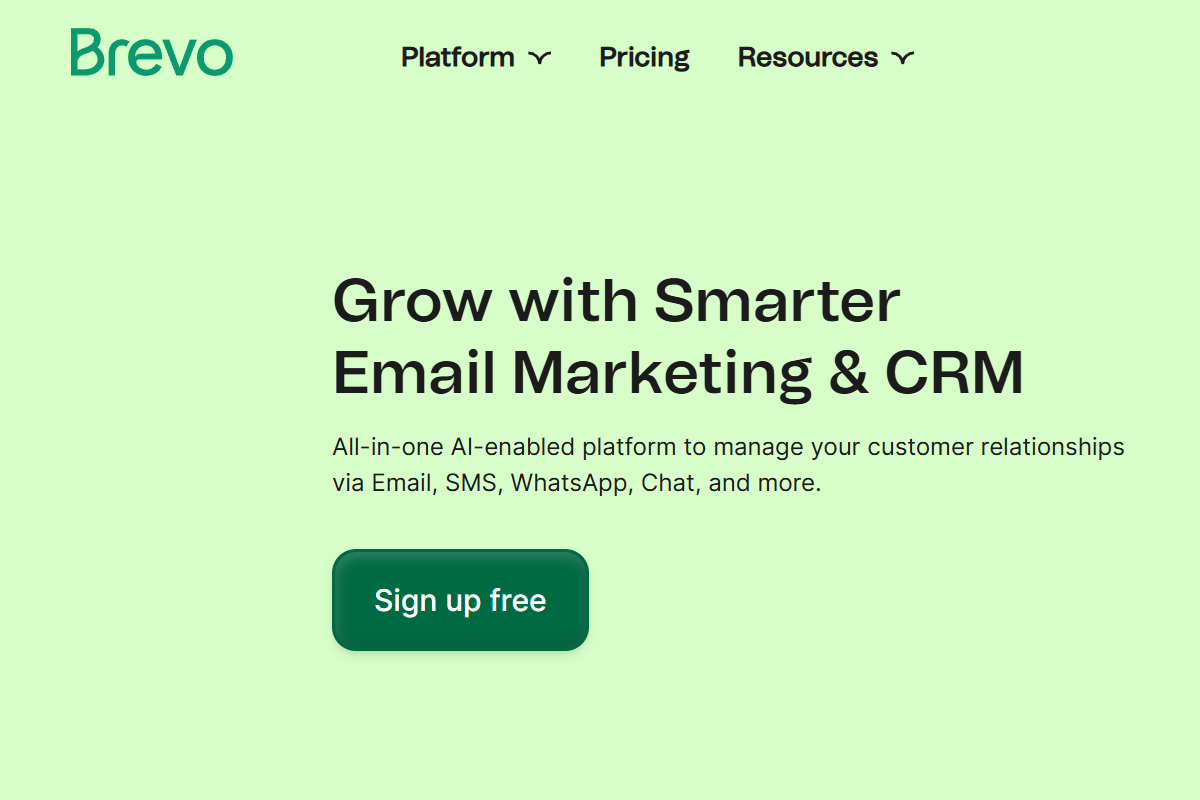 Brevo
Platform
Pricing
Resources
Grow with Smarter
Email Marketing & CRM
All-in-one AI-enabled platform to manage your customer relationships
via Email, SMS, WhatsApp, Chat, and more.
Sign up free